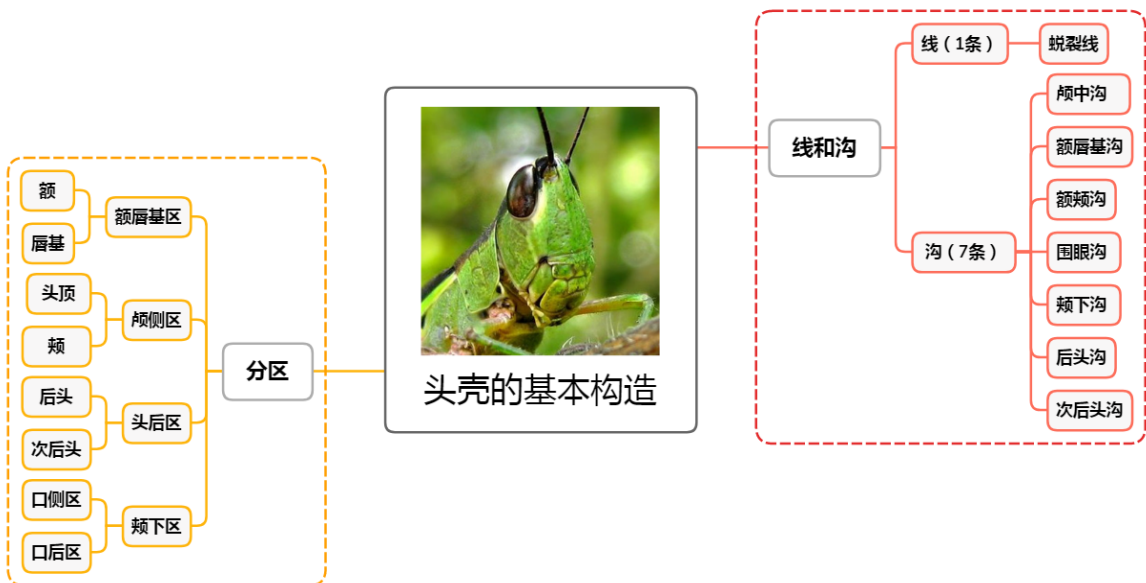 头壳的基本构造
线和沟
线（1条）
蜕裂线
沟（7条）
颅中沟
额唇基沟
额颊沟
围眼沟
颊下沟
后头沟
次后头沟
分区
额唇基区
额
唇基
颅侧区
头顶
颊
头后区
后头
次后头
颊下区
口侧区
口后区